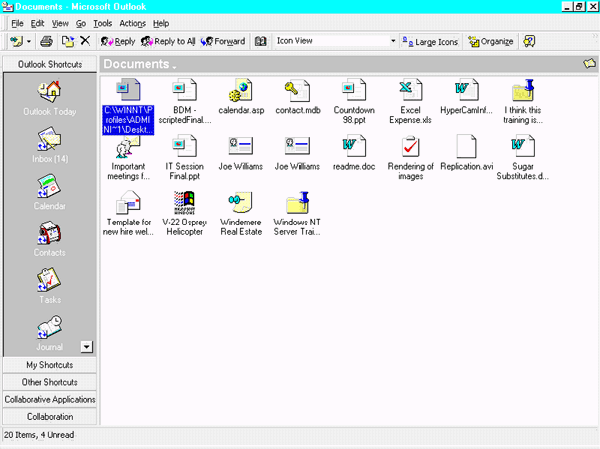 Documents - Microsoft Outlook
File Edit View Go Tools Actions Help
Reply Reply to All Forward Icon View Large Icons Organize
Outlook Shortcuts
Documents .
Outlook Today
Inbox (14)
Calendar
Contacts
Tasks
Journal
My Shortcuts
Other Shortcuts
Collaborative Applications
Collaboration
C:\WINNT\P
rofiles\ADMI
NI~1\Deskt...
BDM -
scriptedFinal....
calendar.asp
contact.mdb
Countdown
98.ppt
Excel
Expense.xls
HyperCamInf...
I think this
training is...
Important
meetings f...
IT Session
Final.ppt
Joe Williams
Joe Williams
readme.doc
Rendering of
images
Replication.avi
Sugar
Substitutes.d...
Template for
new hire wel...
V-22 Osprey
Helicopter
Windemere
Real Estate
Windows NT
Server Trai...
20 Items, 4 Unread